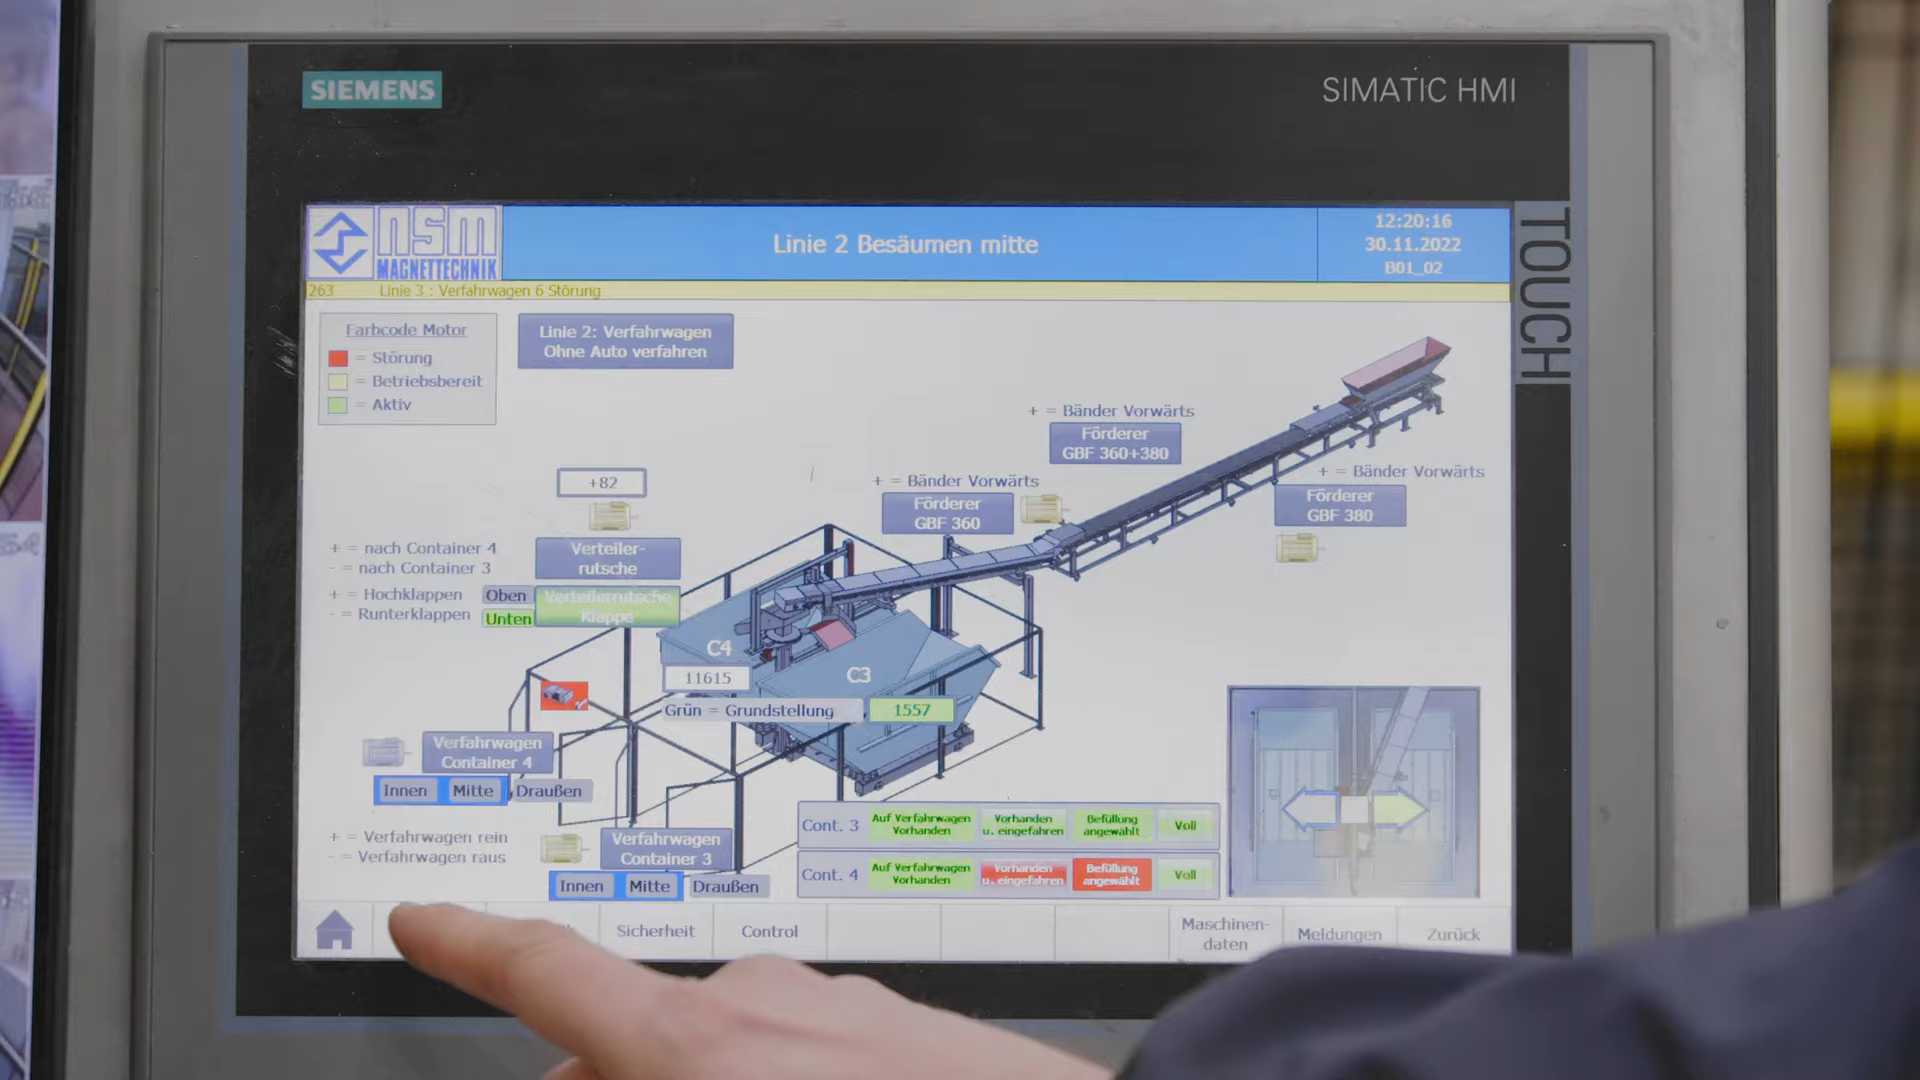 SIEMENS
SIMATIC HMI
TOUCH
nsm
MAGNETTECHNIK
Linie 2 Besäumen mitte
12:20:16
30.11.2022
B01_02
263 Linie 3 : Verfahrwagen 6 Störung
Farbcode Motor
= Störung
= Betriebsbereit
= Aktiv
Linie 2: Verfahrwagen
Ohne Auto verfahren
+ = Bänder Vorwärts
Förderer
GBF 360+380
+ = Bänder Vorwärts
Förderer
GBF 360
+ = Bänder Vorwärts
Förderer
GBF 380
+82
+ = nach Container 4
- = nach Container 3
Verteiler-
rutsche
+ = Hochklappen
- = Runterklappen
Oben
Unten
Verteilerrutsche
Klappe
C4
11615
C3
Grün = Grundstellung
1557
Verfahrwagen
Container 4
Innen Mitte Draußen
+ = Verfahrwagen rein
- = Verfahrwagen raus
Verfahrwagen
Container 3
Innen Mitte Draußen
Cont. 3
Auf Verfahrwagen
Vorhanden
Vorhanden
u. eingefahren
Befüllung
angewählt
Voll
Cont. 4
Auf Verfahrwagen
Vorhanden
Vorhanden
u. eingefahren
Befüllung
angewählt
Voll
Sicherheit
Control
Maschinen-
daten
Meldungen
Zurück